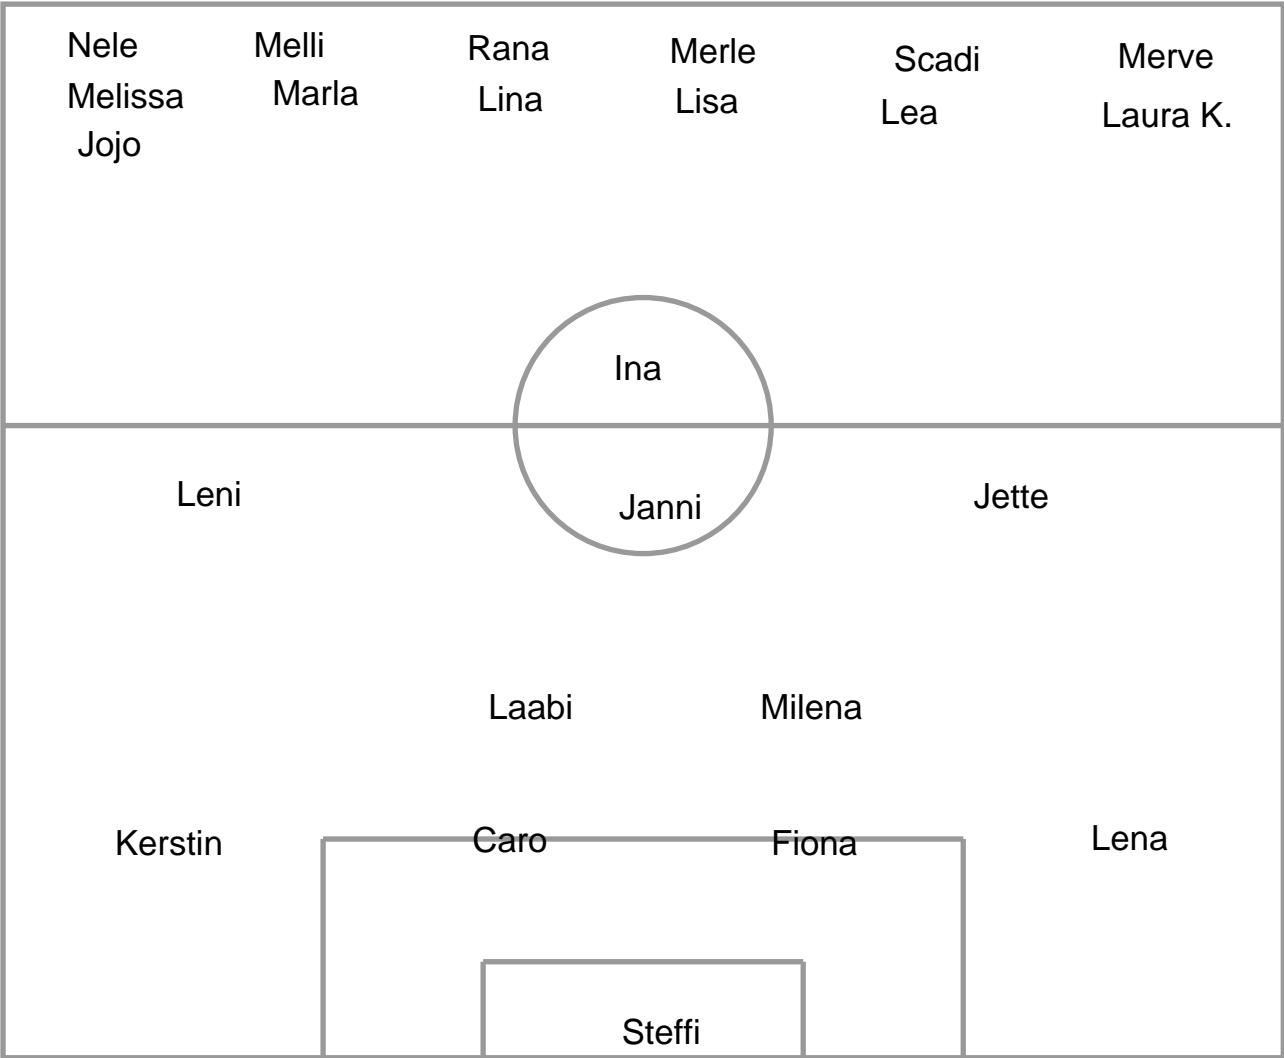 Nele Melli Rana Merle Scadi Merve
Melissa Marla Lina Lisa Lea Laura K.
Jojo
Ina
Leni Janni Jette
Laabi Milena
Kerstin Caro Fiona Lena
Steffi